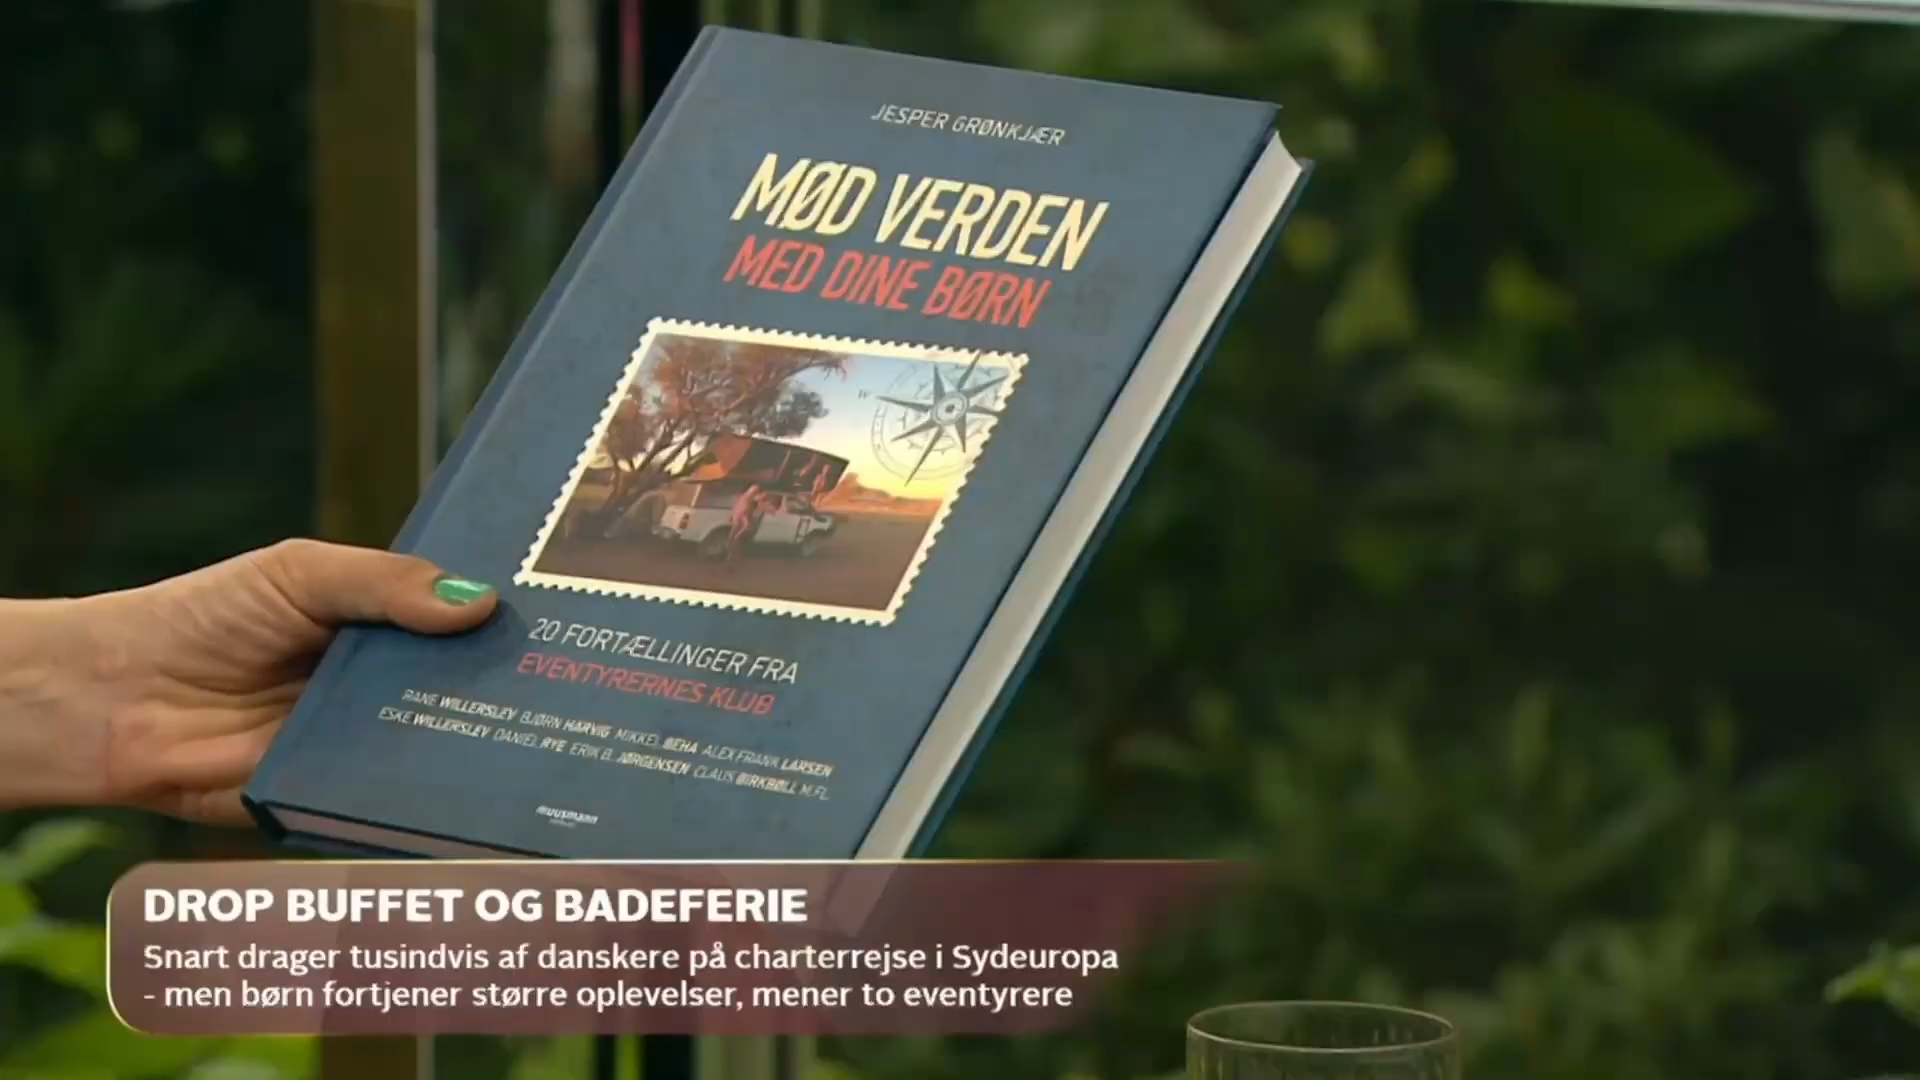 JESPER GRØNKJÆR
MØD VERDEN
MED DINE BØRN
W
20 FORTÆLLINGER FRA
EVENTYRERNES KLUB
RANE WILLERSLEV BJØRN HARVIG MIKKEL BEHA ALEX FRANK LARSEN
ESKE WILLERSLEV DANIEL RYE ERIK B. JØRGENSEN CLAUS BIRKBØLL M.FL.
muusmann
DROP BUFFET OG BADEFERIE
Snart drager tusindvis af danskere på charterrejse i Sydeuropa
- men børn fortjener større oplevelser, mener to eventyrere